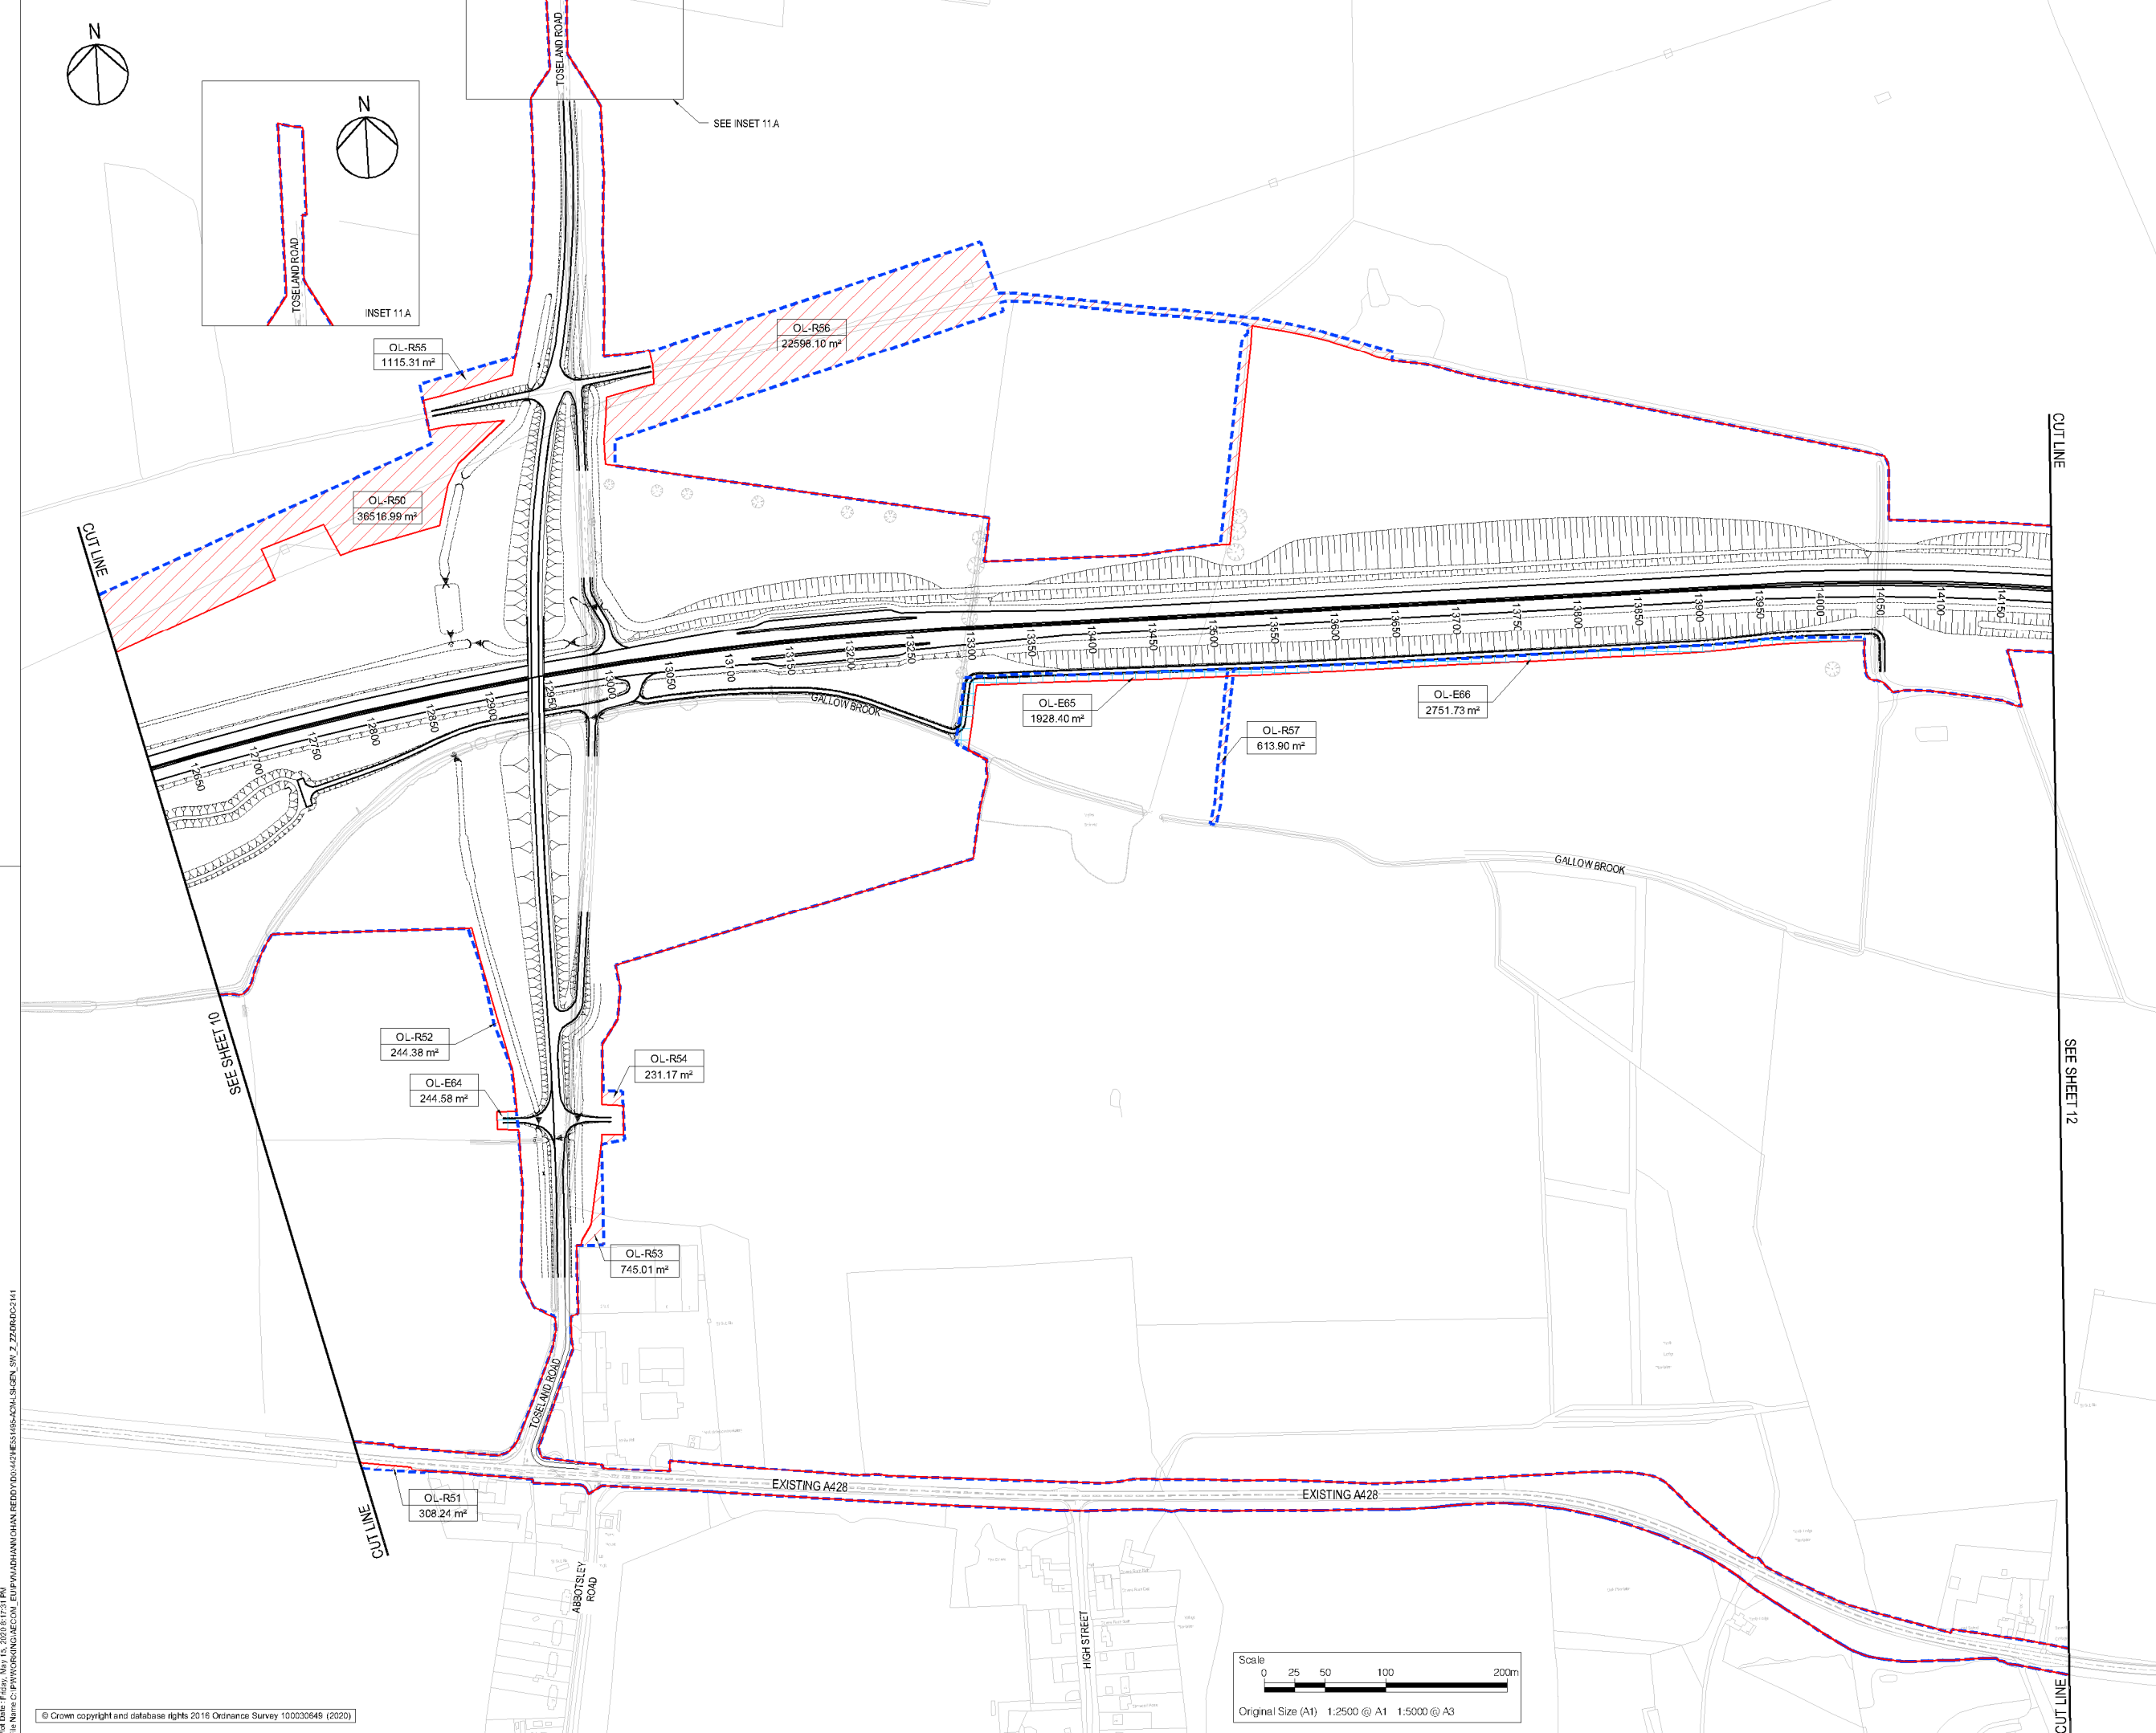 N
TOSELAND ROAD
SEE INSET 11.A
N
TOSELAND ROAD
INSET 11.A
OL-R55
1115.31 m²
OL-R56
22598.10 m²
OL-R50
36516.99 m²
CUT LINE
CUT LINE
12650
12700
12750
12800
12850
12900
12950
13000
13050
13100
13150
13200
13250
13300
13350
13400
13450
13500
13550
13600
13650
13700
13750
13800
13850
13900
13950
14000
14050
14100
14150
GALLOW BROOK
OL-E65
1928.40 m²
OL-E66
2751.73 m²
OL-R57
613.90 m²
GALLOW BROOK
SEE SHEET 10
SEE SHEET 12
OL-R52
244.38 m²
OL-E64
244.58 m²
OL-R54
231.17 m²
OL-R53
745.01 m²
TOSELAND ROAD
OL-R51
308.24 m²
CUT LINE
EXISTING A428
EXISTING A428
ABBOTSLEY
ROAD
HIGH STREET
Scale
0 25 50 100 200m
Original Size (A1) 1:2500 @ A1 1:5000 @ A3
CUT LINE
© Crown copyright and database rights 2016 Ordnance Survey 100030649 (2020)